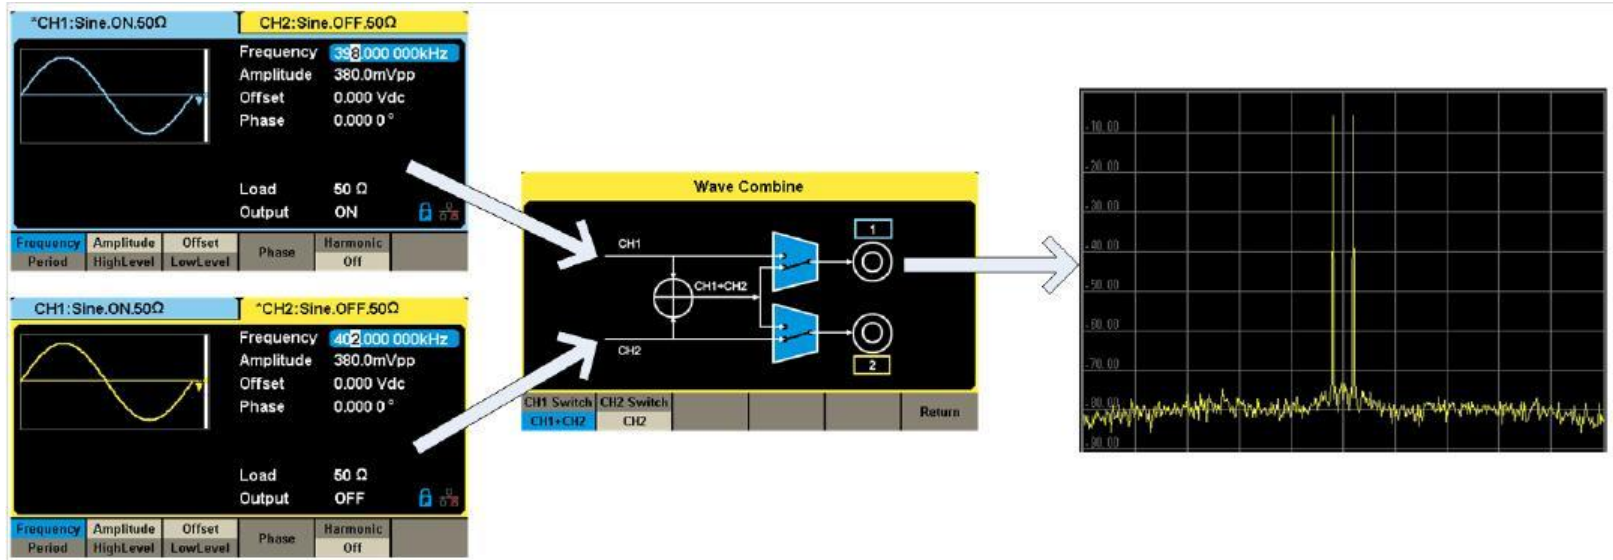 *CH1:Sine.ON.50Ω CH2:Sine.OFF.50Ω
Frequency 398.000 000kHz
Amplitude 380.0mVpp
Offset 0.000 Vdc
Phase 0.000 0 °
Load 50 Ω
Output ON
Frequency Amplitude Offset Phase Harmonic
Period HighLevel LowLevel Off
CH1:Sine.ON.50Ω *CH2:Sine.OFF.50Ω
Frequency 402.000 000kHz
Amplitude 380.0mVpp
Offset 0.000 Vdc
Phase 0.000 0 °
Load 50 Ω
Output OFF
Frequency Amplitude Offset Phase Harmonic
Period HighLevel LowLevel Off
Wave Combine
1
CH1
CH1+CH2
CH2
2
CH1 Switch CH2 Switch Return
CH1+CH2 CH2
-10.00
-20.00
-30.00
-40.00
-50.00
-60.00
-70.00
-80.00
-90.00